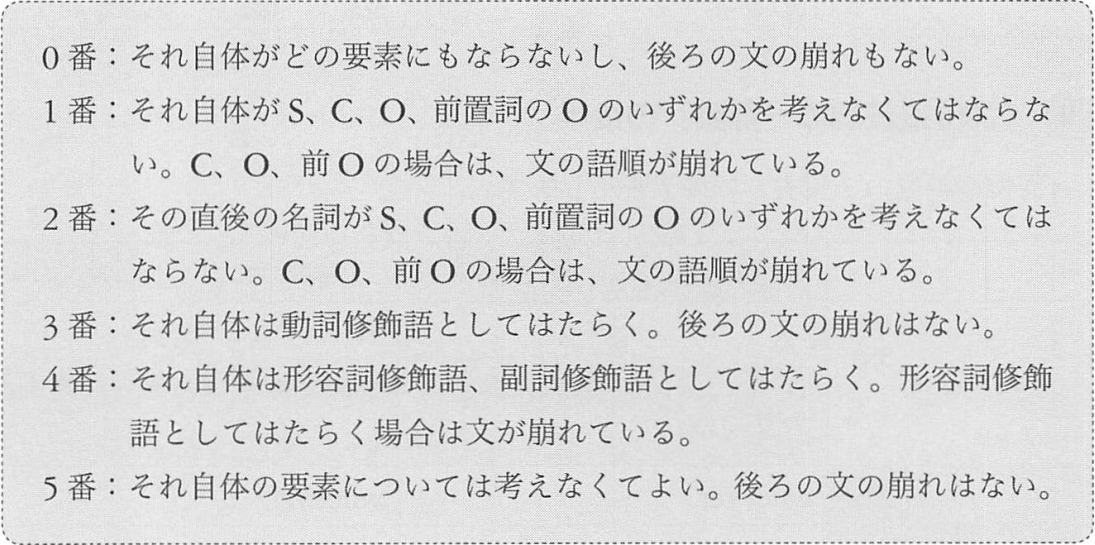 0番：それ自体がどの要素にもならないし、後ろの文の崩れもない。
1番：それ自体がS、C、O、前置詞のOのいずれかを考えなくてはならな
い。C、O、前Oの場合は、文の語順が崩れている。
2番：その直後の名詞がS、C、O、前置詞のOのいずれかを考えなくては
ならない。C、O、前Oの場合は、文の語順が崩れている。
3番：それ自体は動詞修飾語としてはたらく。後ろの文の崩れはない。
4番：それ自体は形容詞修飾語、副詞修飾語としてはたらく。形容詞修飾
語としてはたらく場合は文が崩れている。
5番：それ自体の要素については考えなくてよい。後ろの文の崩れはない。